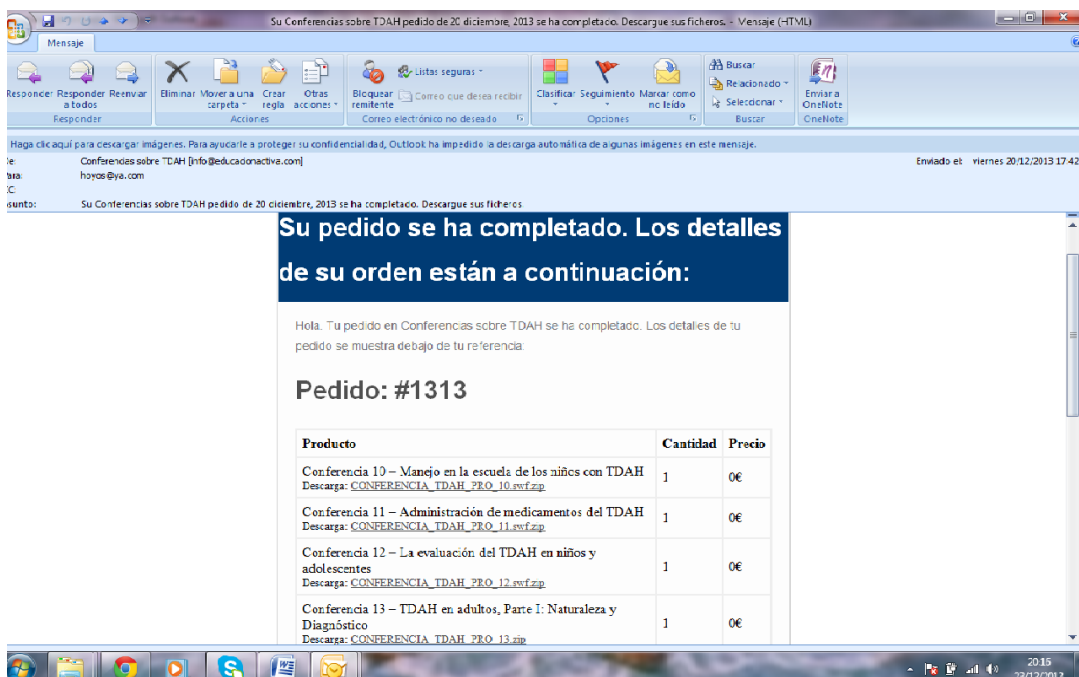 Su Conferencias sobre TDAH pedido de 20 diciembre, 2013 se ha completado. Descargue sus ficheros. - Mensaje (HTML)
Mensaje
Responder Responder a todos Reenviar
Eliminar Mover a una carpeta Crear regla Otras acciones
Bloquear remitente Listas seguras Correo que desea recibir
Clasificar Seguimiento Marcar como no leído
Buscar Relacionado Seleccionar
Enviar a OneNote
Responder Acciones Correo electrónico no deseado Opciones Buscar OneNote
Haga clic aquí para descargar imágenes. Para ayudarle a proteger su confidencialidad, Outlook ha impedido la descarga automática de algunas imágenes en este mensaje.
De: Conferencias sobre TDAH [info@educacionactiva.com] Enviado el: viernes 20/12/2013 17:42
Para: hoyos@ya.com
CC:
Asunto: Su Conferencias sobre TDAH pedido de 20 diciembre, 2013 se ha completado. Descargue sus ficheros
Su pedido se ha completado. Los detalles
de su orden están a continuación:
Hola. Tu pedido en Conferencias sobre TDAH se ha completado. Los detalles de tu
pedido se muestra debajo de tu referencia:
Pedido: #1313
Producto Cantidad Precio
Conferencia 10 – Manejo en la escuela de los niños con TDAH 1 0€
Descarga: CONFERENCIA_TDAH_PRO_10.swf.zip
Conferencia 11 – Administración de medicamentos del TDAH 1 0€
Descarga: CONFERENCIA_TDAH_PRO_11.swf.zip
Conferencia 12 – La evaluación del TDAH en niños y
adolescentes 1 0€
Descarga: CONFERENCIA_TDAH_PRO_12.swf.zip
Conferencia 13 – TDAH en adultos, Parte I: Naturaleza y
Diagnóstico 1 0€
Descarga: CONFERENCIA_TDAH_PRO_13.zip
20:15
23/12/2013